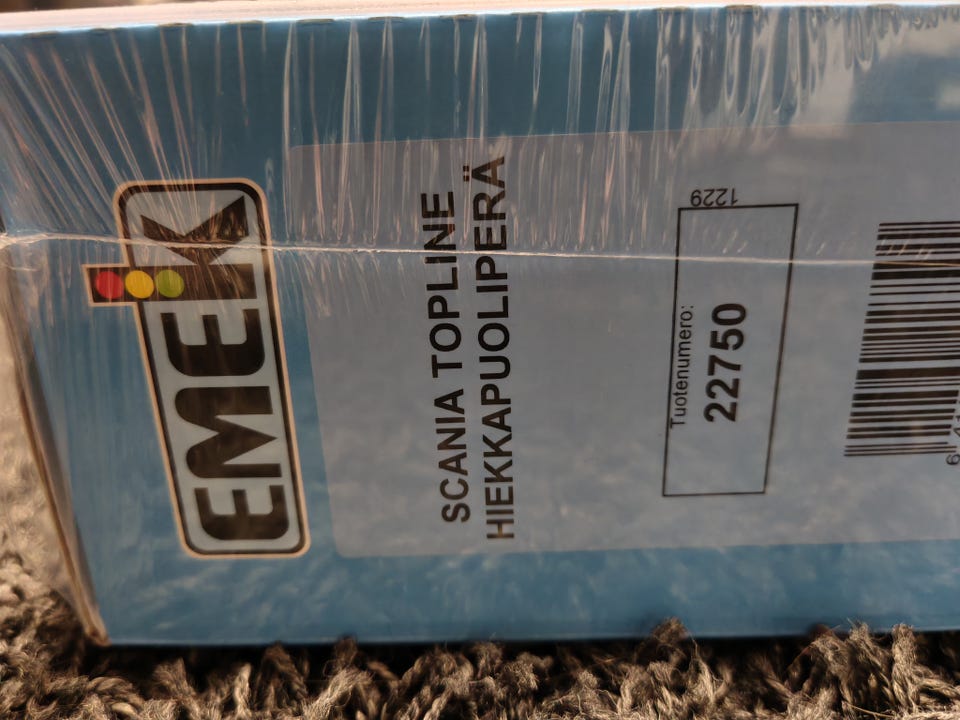 EMEK
SCANIA TOPLINE
HIEKKAPUOLIPERÄ
Tuotenumero:
22750
1229